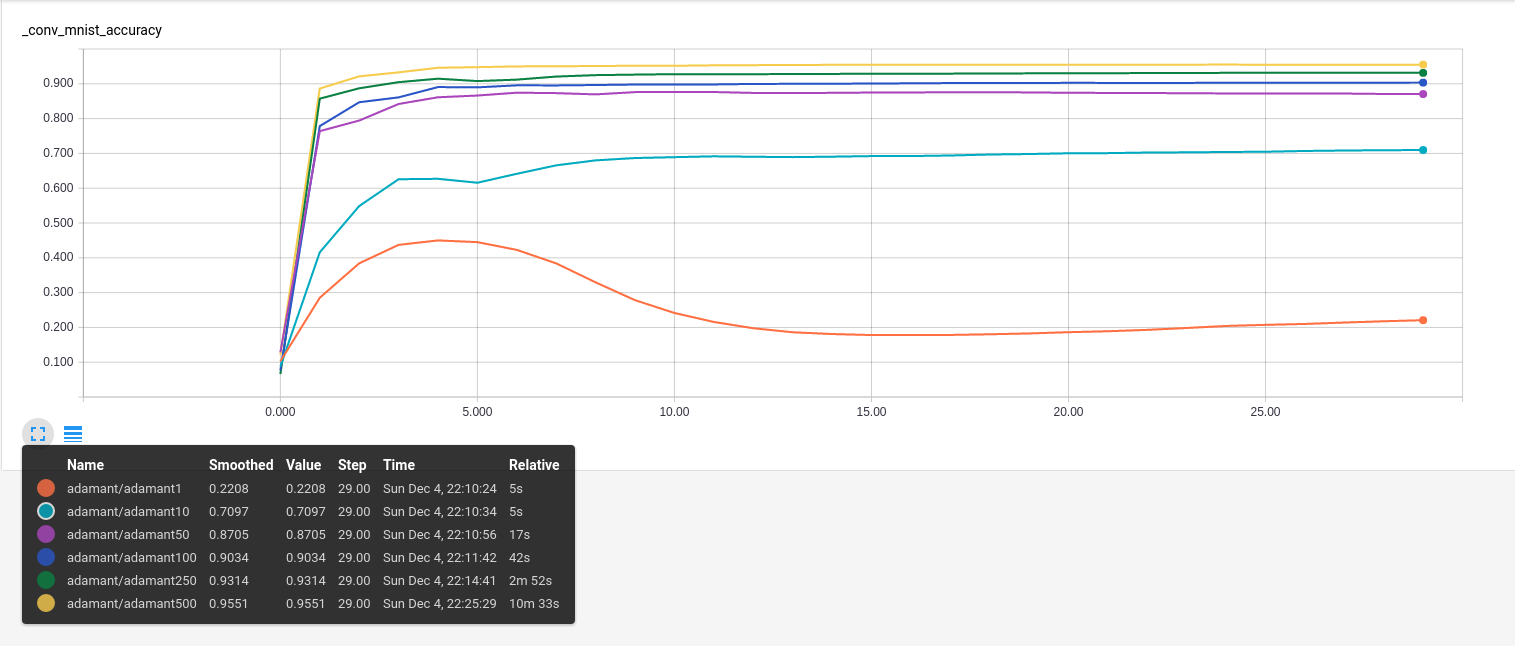 _conv_mnist_accuracy
0.900
0.800
0.700
0.600
0.500
0.400
0.300
0.200
0.100
0.000 5.000 10.00 15.00 20.00 25.00
Name Smoothed Value Step Time Relative
adamant/adamant1 0.2208 0.2208 29.00 Sun Dec 4, 22:10:24 5s
adamant/adamant10 0.7097 0.7097 29.00 Sun Dec 4, 22:10:34 5s
adamant/adamant50 0.8705 0.8705 29.00 Sun Dec 4, 22:10:56 17s
adamant/adamant100 0.9034 0.9034 29.00 Sun Dec 4, 22:11:42 42s
adamant/adamant250 0.9314 0.9314 29.00 Sun Dec 4, 22:14:41 2m 52s
adamant/adamant500 0.9551 0.9551 29.00 Sun Dec 4, 22:25:29 10m 33s